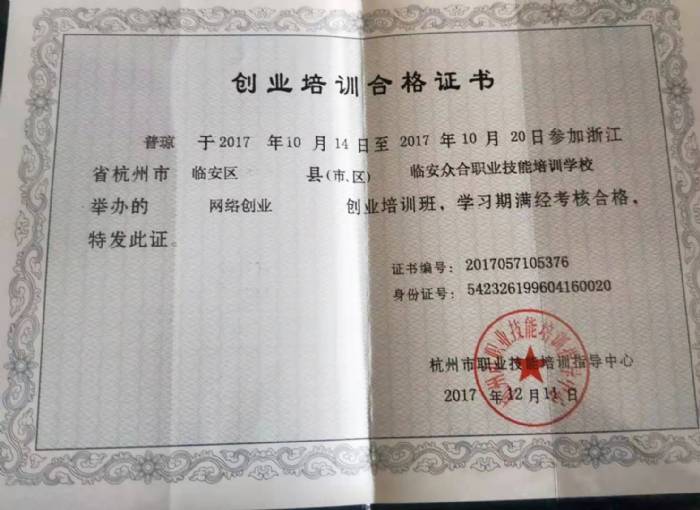 创业培训合格证书
普琼 于2017 年10 月 14日至 2017 年 10 月 20日参加浙江
省杭州市 临安区 县(市、区) 临安众合职业技能培训学校
举办的 网络创业 创业培训班，学习期满经考核合格，
特发此证。
证书编号：2017057105376
身份证号：542326199604160020
杭州市职业技能培训指导中心
2017 年 12 月 11 日